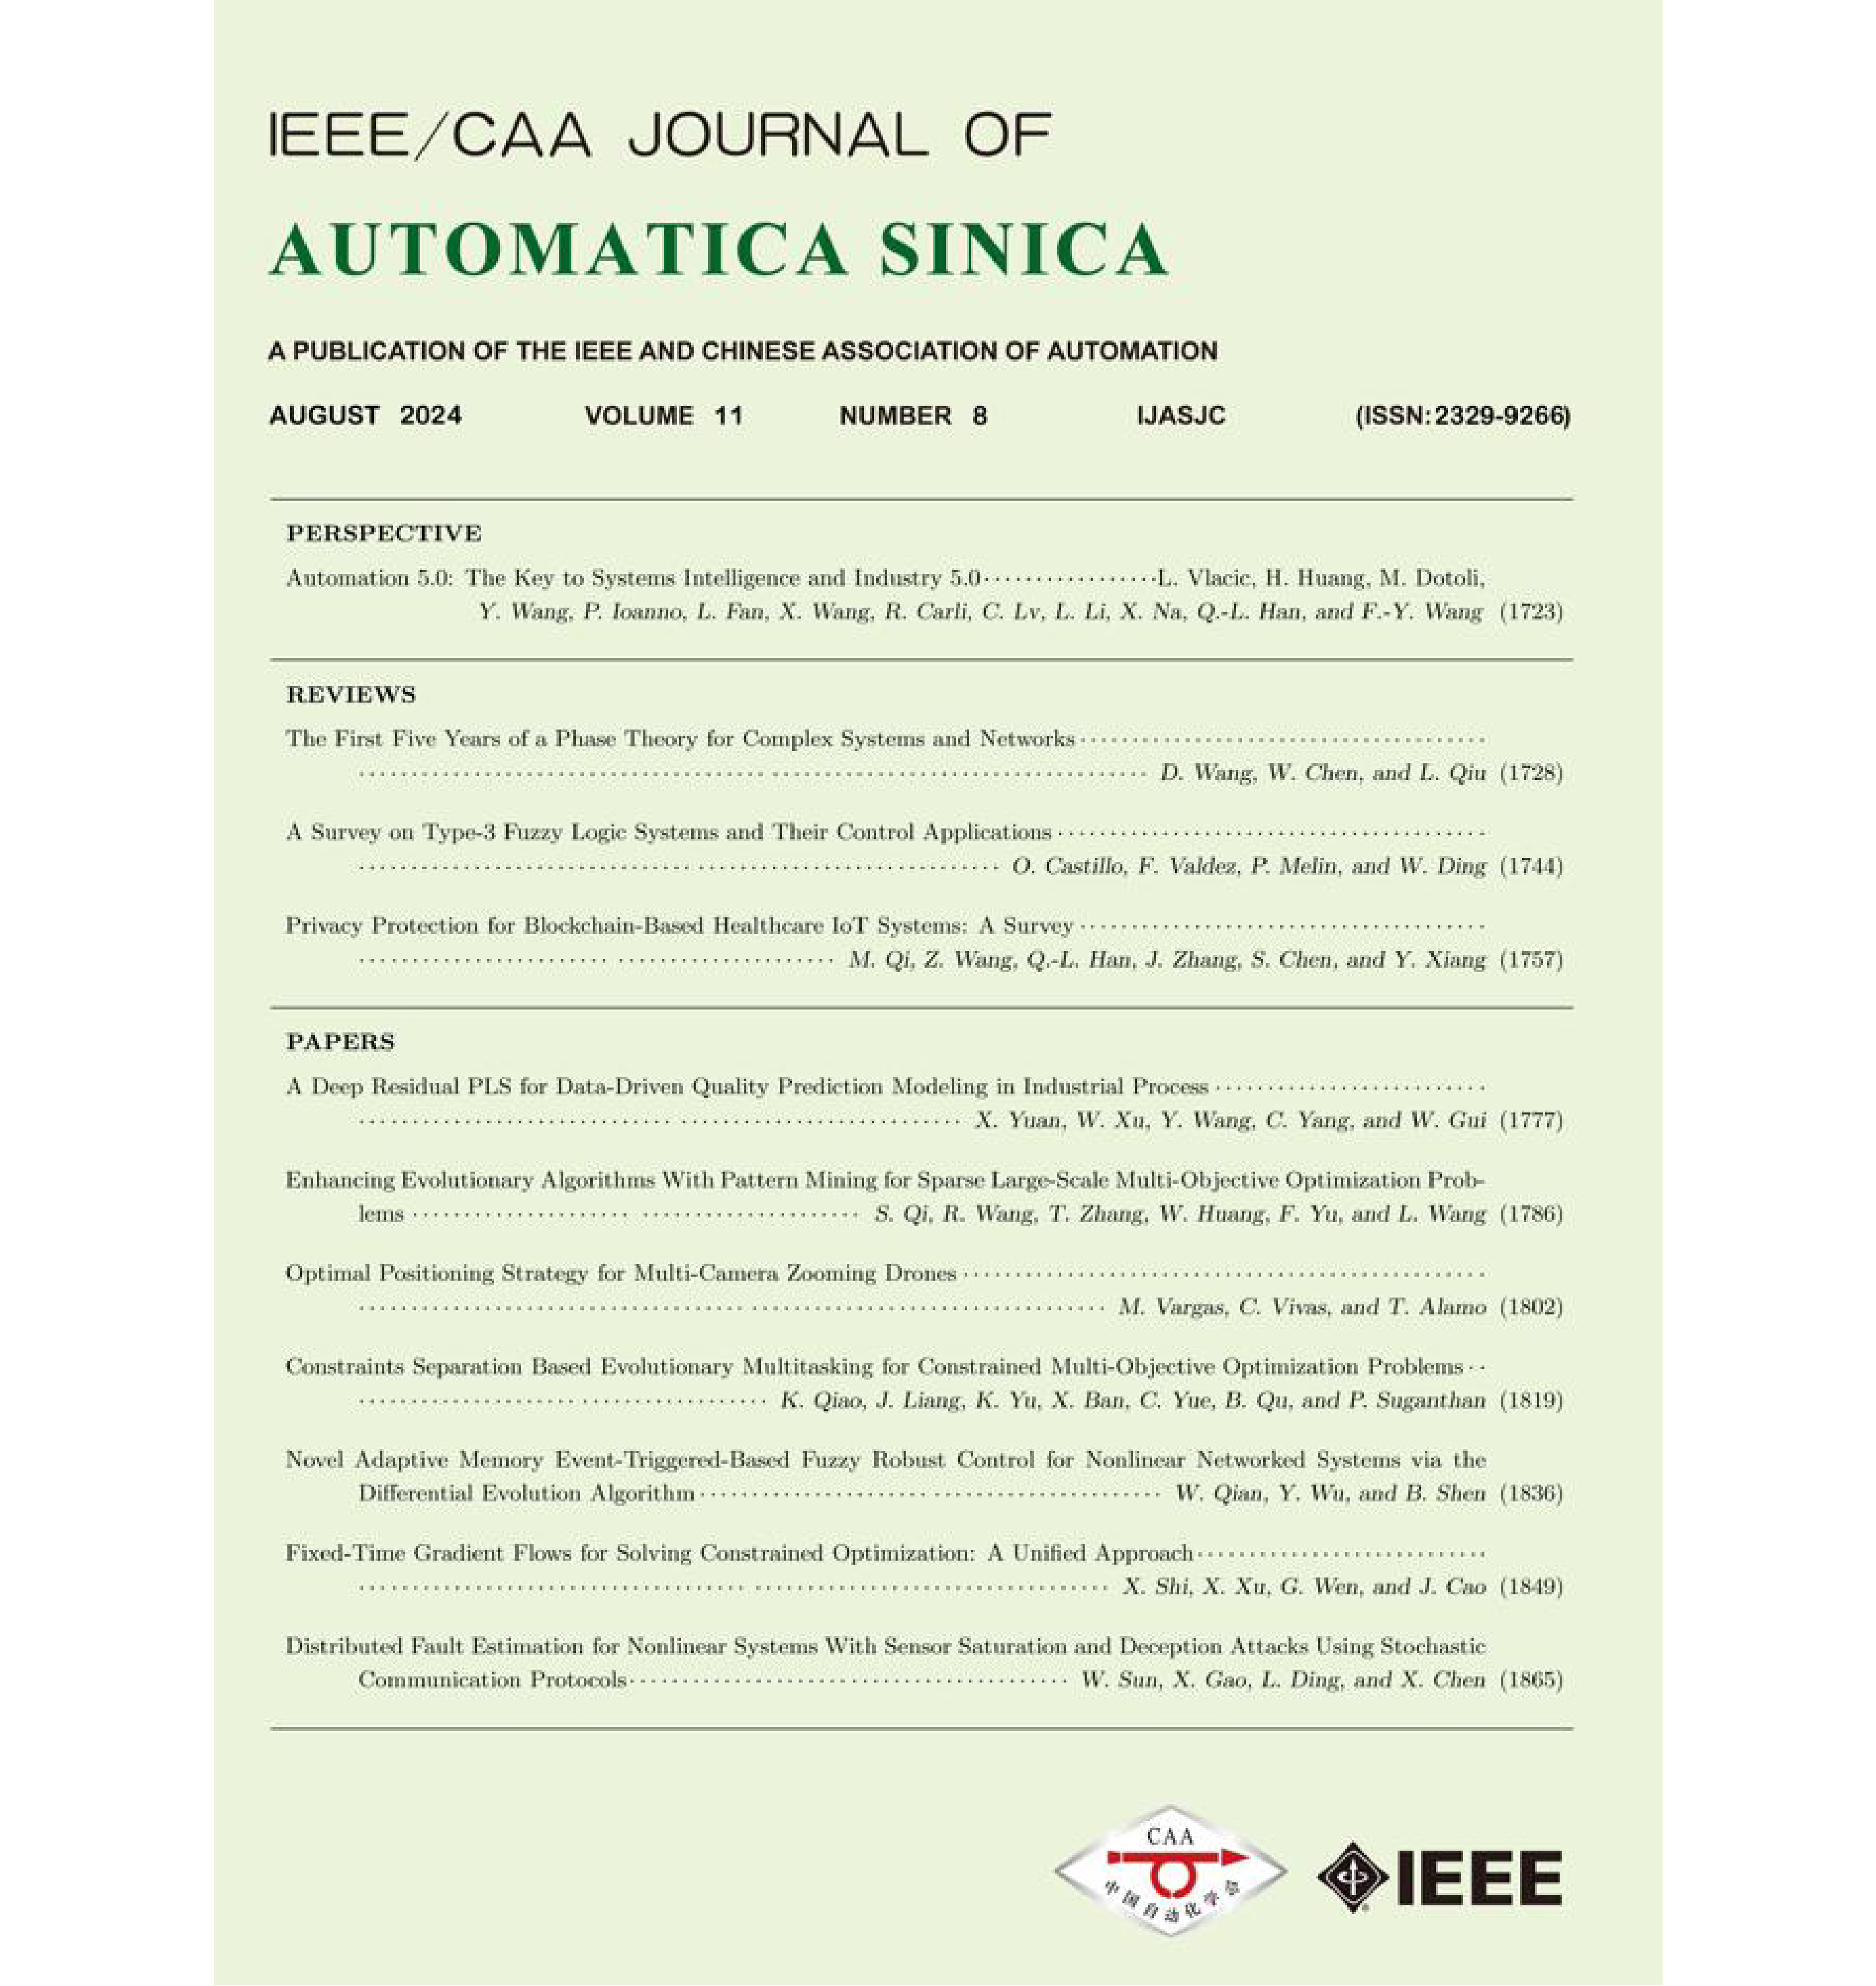 IEEE/CAA JOURNAL OF
AUTOMATICA SINICA
A PUBLICATION OF THE IEEE AND CHINESE ASSOCIATION OF AUTOMATION
AUGUST 2024 VOLUME 11 NUMBER 8 IJASJC (ISSN:2329-9266)
PERSPECTIVE
Automation 5.0: The Key to Systems Intelligence and Industry 5.0·················L. Vlacic, H. Huang, M. Dotoli,
Y. Wang, P. Ioanno, L. Fan, X. Wang, R. Carli, C. Lv, L. Li, X. Na, Q.-L. Han, and F.-Y. Wang (1723)
REVIEWS
The First Five Years of a Phase Theory for Complex Systems and Networks·······································
··········································································· D. Wang, W. Chen, and L. Qiu (1728)
A Survey on Type-3 Fuzzy Logic Systems and Their Control Applications·········································
····························································· O. Castillo, F. Valdez, P. Melin, and W. Ding (1744)
Privacy Protection for Blockchain-Based Healthcare IoT Systems: A Survey·······································
············································· M. Qi, Z. Wang, Q.-L. Han, J. Zhang, S. Chen, and Y. Xiang (1757)
PAPERS
A Deep Residual PLS for Data-Driven Quality Prediction Modeling in Industrial Process··························
························································· X. Yuan, W. Xu, Y. Wang, C. Yang, and W. Gui (1777)
Enhancing Evolutionary Algorithms With Pattern Mining for Sparse Large-Scale Multi-Objective Optimization Prob-
lems ·········································· S. Qi, R. Wang, T. Zhang, W. Huang, F. Yu, and L. Wang (1786)
Optimal Positioning Strategy for Multi-Camera Zooming Drones···················································
······································································· M. Vargas, C. Vivas, and T. Alamo (1802)
Constraints Separation Based Evolutionary Multitasking for Constrained Multi-Objective Optimization Problems··
······································· K. Qiao, J. Liang, K. Yu, X. Ban, C. Yue, B. Qu, and P. Suganthan (1819)
Novel Adaptive Memory Event-Triggered-Based Fuzzy Robust Control for Nonlinear Networked Systems via the
Differential Evolution Algorithm············································ W. Qian, Y. Wu, and B. Shen (1836)
Fixed-Time Gradient Flows for Solving Constrained Optimization: A Unified Approach····························
······································································· X. Shi, X. Xu, G. Wen, and J. Cao (1849)
Distributed Fault Estimation for Nonlinear Systems With Sensor Saturation and Deception Attacks Using Stochastic
Communication Protocols·········································· W. Sun, X. Gao, L. Ding, and X. Chen (1865)
CAA
中国自动化学会
IEEE